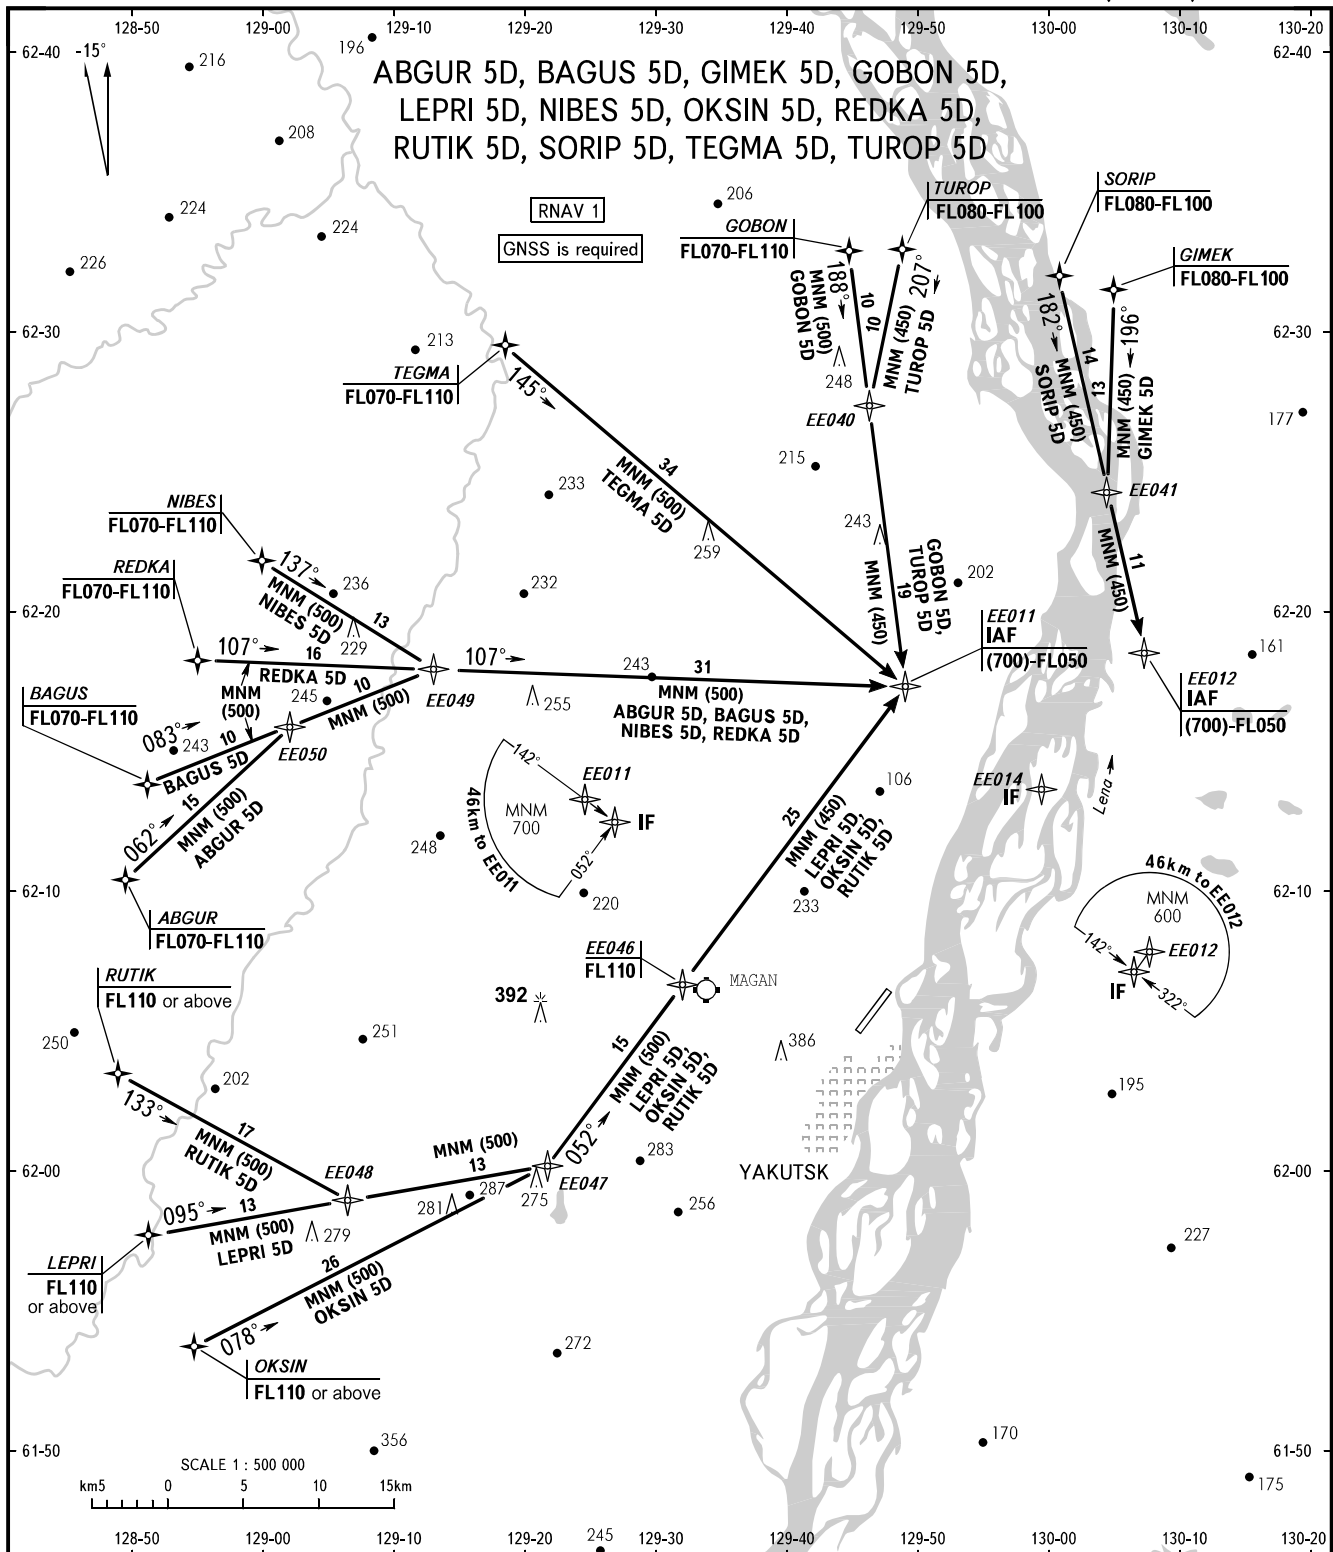 128-50 129-00 129-10 129-20 129-30 129-40 129-50 130-00 130-10 130-20
62-40 62-40
-15°
216
196
ABGUR 5D, BAGUS 5D, GIMEK 5D, GOBON 5D,
LEPRI 5D, NIBES 5D, OKSIN 5D, REDKA 5D,
RUTIK 5D, SORIP 5D, TEGMA 5D, TUROP 5D
208
RNAV 1
GNSS is required
206
224
224
226
TUROP
FL080-FL100
SORIP
FL080-FL100
GOBON
FL070-FL110
GIMEK
FL080-FL100
188°
10
MNM (500)
GOBON 5D
248
207°
10
MNM (450)
TUROP 5D
182°
14
MNM (450)
SORIP 5D
196°
13
MNM (450)
GIMEK 5D
62-30 62-30
213
TEGMA
FL070-FL110
145°
34
MNM (500)
TEGMA 5D
259
EE040
177
215
233
243
EE041
NIBES
FL070-FL110
137°
MNM (500)
NIBES 5D
13
236
229
232
REDKA
FL070-FL110
GOBON 5D,
TUROP 5D
19
MNM (450)
202
11
MNM (450)
62-20 62-20
EE011
IAF
(700)-FL050
161
EE012
IAF
(700)-FL050
107°
16
REDKA 5D
107°
243
31
MNM (500)
ABGUR 5D, BAGUS 5D,
NIBES 5D, REDKA 5D
EE049
255
BAGUS
FL070-FL110
MNM
(500)
245
10
MNM (500)
EE050
083°
243
10
BAGUS 5D
062°
15
MNM (500)
ABGUR 5D
142°
EE011
MNM
700
IF
052°
46km to EE011
248
220
106
EE014
IF
Lena
25
MNM (450)
LEPRI 5D,
OKSIN 5D,
RUTIK 5D
233
62-10 62-10
46km to EE012
MNM
600
142°
EE012
IF
322°
ABGUR
FL070-FL110
EE046
FL110
MAGAN
RUTIK
FL110 or above
392
250
251
386
202
195
133°
17
MNM (500)
RUTIK 5D
15
MNM (500)
LEPRI 5D,
OKSIN 5D,
RUTIK 5D
052°
283
YAKUTSK
62-00 62-00
EE048
MNM (500)
13
287
281
275
EE047
256
095°
13
MNM (500)
LEPRI 5D
279
227
LEPRI
FL110
or above
26
MNM (500)
OKSIN 5D
078°
OKSIN
FL110 or above
272
356
170
61-50 61-50
175
SCALE 1 : 500 000
km5 0 5 10 15km
245
128-50 129-00 129-10 129-20 129-30 129-40 129-50 130-00 130-10 130-20